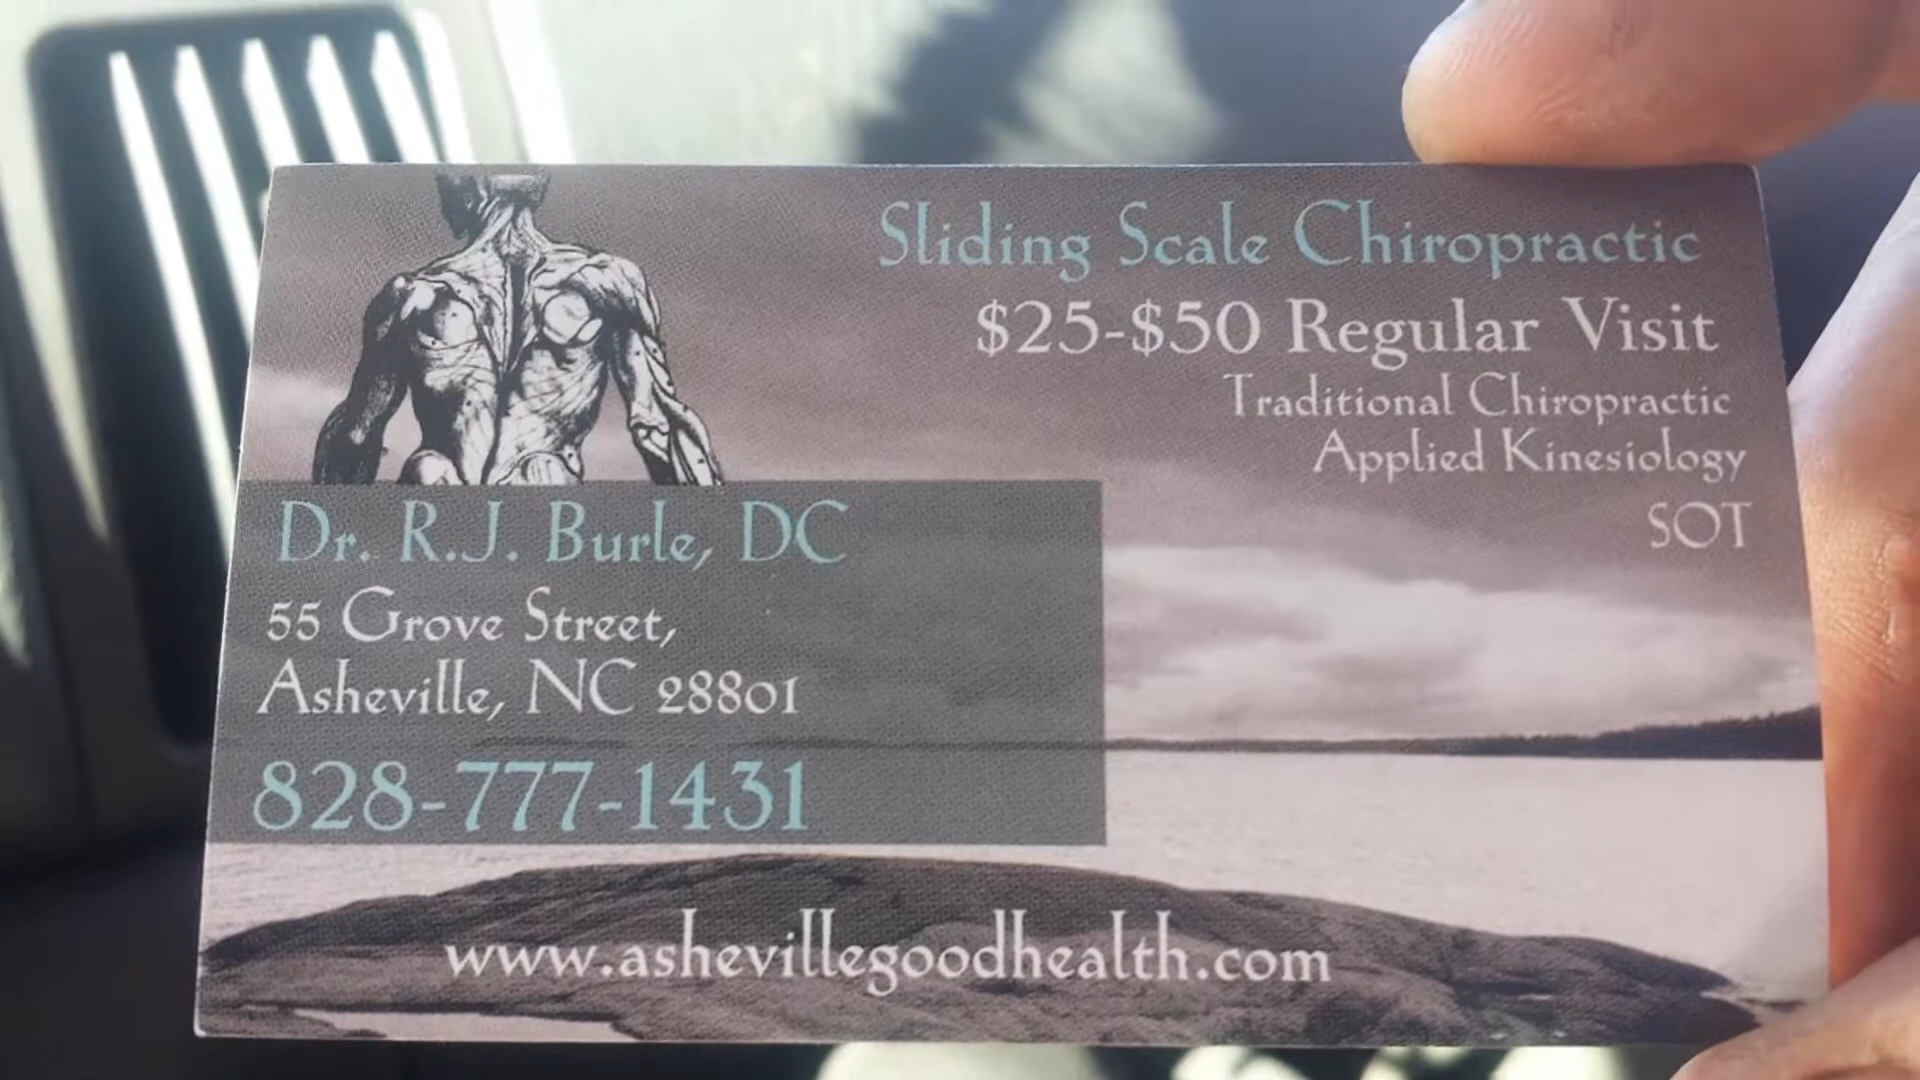 Sliding Scale Chiropractic
$25-$50 Regular Visit
Traditional Chiropractic
Applied Kinesiology
SOT
Dr. R.J. Burle, DC
55 Grove Street,
Asheville, NC 28801
828-777-1431
www.ashevillegoodhealth.com